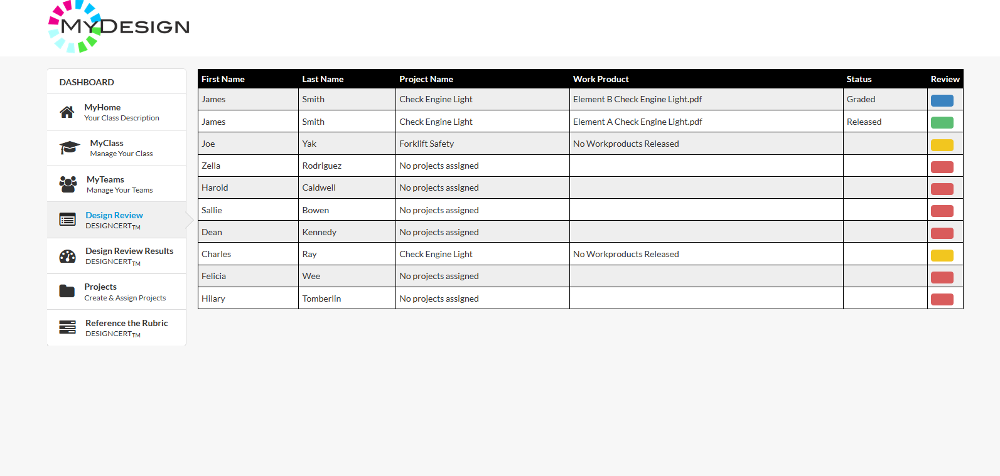 MYDESIGN
DASHBOARD
MyHome
Your Class Description
MyClass
Manage Your Class
MyTeams
Manage Your Teams
Design Review
DESIGNCERTTM
Design Review Results
DESIGNCERTTM
Projects
Create & Assign Projects
Reference the Rubric
DESIGNCERTTM
First Name Last Name Project Name Work Product Status Review
James Smith Check Engine Light Element B Check Engine Light.pdf Graded
James Smith Check Engine Light Element A Check Engine Light.pdf Released
Joe Yak Forklift Safety No Workproducts Released
Zella Rodriguez No projects assigned
Harold Caldwell No projects assigned
Sallie Bowen No projects assigned
Dean Kennedy No projects assigned
Charles Ray Check Engine Light No Workproducts Released
Felicia Wee No projects assigned
Hilary Tomberlin No projects assigned